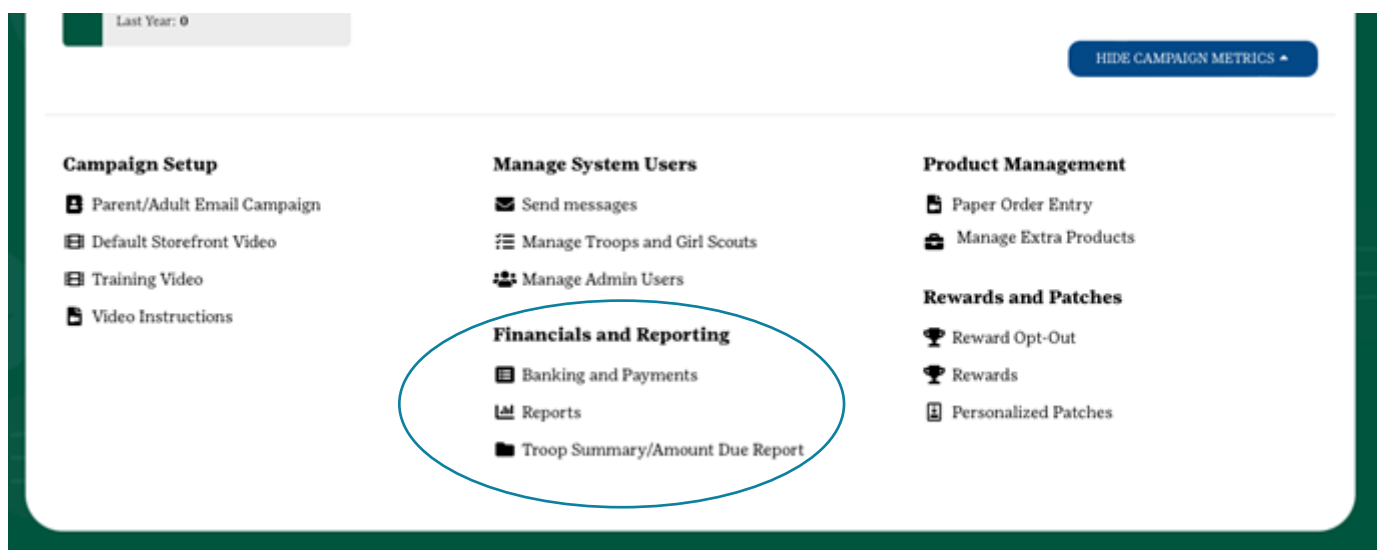 Last Year: 0
HIDE CAMPAIGN METRICS
Campaign Setup
Parent/Adult Email Campaign
Default Storefront Video
Training Video
Video Instructions
Manage System Users
Send messages
Manage Troops and Girl Scouts
Manage Admin Users
Financials and Reporting
Banking and Payments
Reports
Troop Summary/Amount Due Report
Product Management
Paper Order Entry
Manage Extra Products
Rewards and Patches
Reward Opt-Out
Rewards
Personalized Patches